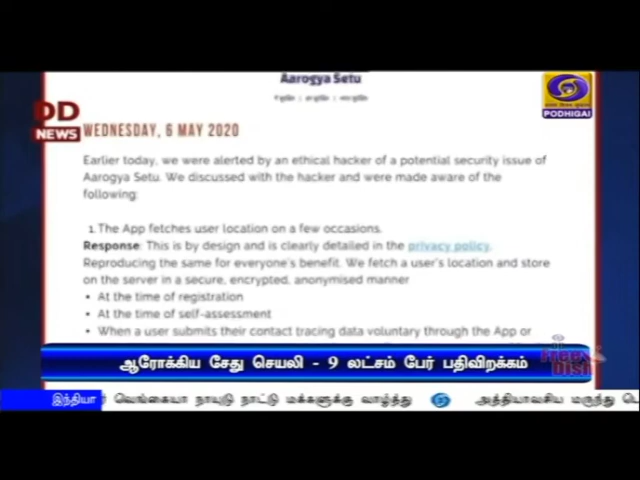 Aarogya Setu
DD
NEWS
PODHIGAI
WEDNESDAY, 6 MAY 2020
Earlier today, we were alerted by an ethical hacker of a potential security issue of
Aarogya Setu. We discussed with the hacker and were made aware of the
following:
1. The App fetches user location on a few occasions.
Response: This is by design and is clearly detailed in the privacy policy.
Reproducing the same for everyone's benefit. We fetch a user's location and store
on the server in a secure, encrypted, anonymised manner
• At the time of registration
• At the time of self-assessment
• When a user submits their contact tracing data voluntary through the App or
ஆரோக்கிய சேது செயலி - 9 லட்சம் பேர் பதிவிறக்கம்
Free
Dish
இந்தியா வெங்கையா நாயுடு நாட்டு மக்களுக்கு வாழ்த்து அத்தியாவசிய மருந்து